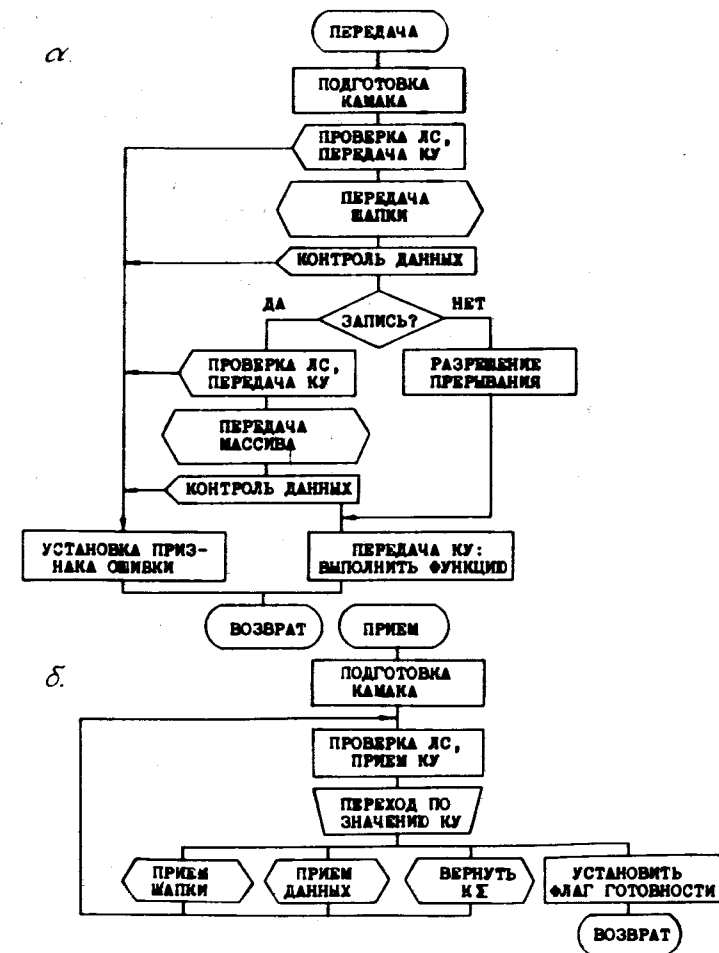 а.
ПЕРЕДАЧА
ПОДГОТОВКА
КАМАКА
ПРОВЕРКА ЛС,
ПЕРЕДАЧА КУ
ПЕРЕДАЧА
ШАПКИ
КОНТРОЛЬ ДАННЫХ
ДА
ЗАПИСЬ?
НЕТ
ПРОВЕРКА ЛС,
ПЕРЕДАЧА КУ
РАЗРЕШЕНИЕ
ПРЕРЫВАНИЯ
ПЕРЕДАЧА
МАССИВА
КОНТРОЛЬ ДАННЫХ
УСТАНОВКА ПРИЗ-
НАКА ОШИБКИ
ПЕРЕДАЧА КУ:
ВЫПОЛНИТЬ ФУНКЦИЮ
ВОЗВРАТ
ПРИЕМ
б.
ПОДГОТОВКА
КАМАКА
ПРОВЕРКА ЛС,
ПРИЕМ КУ
ПЕРЕХОД ПО
ЗНАЧЕНИЮ КУ
ПРИЕМ
ШАПКИ
ПРИЕМ
ДАННЫХ
ВЕРНУТЬ
КΣ
УСТАНОВИТЬ
ФЛАГ ГОТОВНОСТИ
ВОЗВРАТ